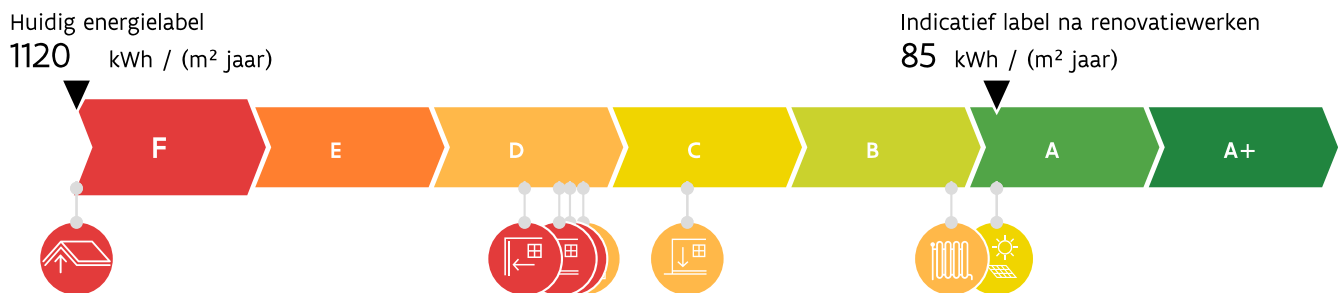 Huidig energielabel
1120 kWh / (m² jaar)
Indicatief label na renovatiewerken
85 kWh / (m² jaar)
F E D C B A A+